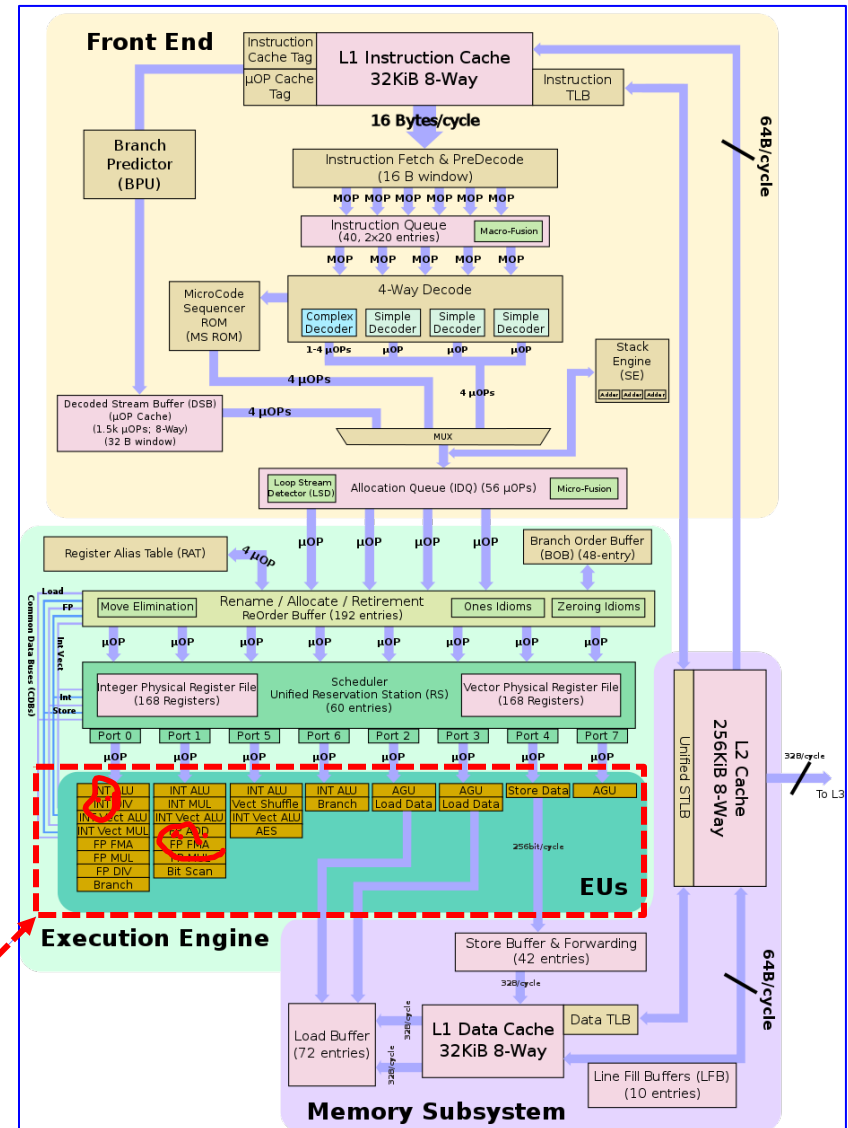 Front End
Instruction
Cache Tag
µOP Cache
Tag
L1 Instruction Cache
32KiB 8-Way
Instruction
TLB
16 Bytes/cycle
64B/cycle
Branch
Predictor
(BPU)
Instruction Fetch & PreDecode
(16 B window)
MOP MOP MOP MOP MOP MOP
Instruction Queue
(40, 2x20 entries)
Macro-Fusion
MOP MOP MOP MOP MOP
4-Way Decode
Complex
Decoder
Simple
Decoder
Simple
Decoder
Simple
Decoder
1-4 µOPs µOP µOP µOP
MicroCode
Sequencer
ROM
(MS ROM)
Stack
Engine
(SE)
Adder Adder Adder
4 µOPs
4 µOPs
4 µOPs
Decoded Stream Buffer (DSB)
(µOP Cache)
(1.5k µOPs; 8-Way)
(32 B window)
MUX
Loop Stream
Detector (LSD)
Allocation Queue (IDQ) (56 µOPs)
Micro-Fusion
µOP µOP µOP µOP
Register Alias Table (RAT)
4 µOP
Branch Order Buffer
(BOB) (48-entry)
Load
FP
Common Data Buses (CDBs)
Int Vect
Int
Store
Move Elimination
Rename / Allocate / Retirement
ReOrder Buffer (192 entries)
Ones Idioms
Zeroing Idioms
µOP µOP µOP µOP µOP µOP µOP µOP
Integer Physical Register File
(168 Registers)
Scheduler
Unified Reservation Station (RS)
(60 entries)
Vector Physical Register File
(168 Registers)
Port 0 Port 1 Port 5 Port 6 Port 2 Port 3 Port 4 Port 7
µOP µOP µOP µOP µOP µOP µOP µOP
INT ALU
INT DIV
INT Vect ALU
INT Vect MUL
FP FMA
FP MUL
FP DIV
Branch
INT ALU
INT MUL
INT Vect ALU
FP ADD
FP FMA
FP MUL
Bit Scan
INT ALU
Vect Shuffle
INT Vect ALU
AES
INT ALU
Branch
AGU
Load Data
AGU
Load Data
Store Data
AGU
256bit/cycle
EUs
Execution Engine
Unified STLB
L2 Cache
256KiB 8-Way
32B/cycle
To L3
Store Buffer & Forwarding
(42 entries)
32B/cycle
64B/cycle
Load Buffer
(72 entries)
32B/cycle
32B/cycle
L1 Data Cache
32KiB 8-Way
Data TLB
Line Fill Buffers (LFB)
(10 entries)
Memory Subsystem